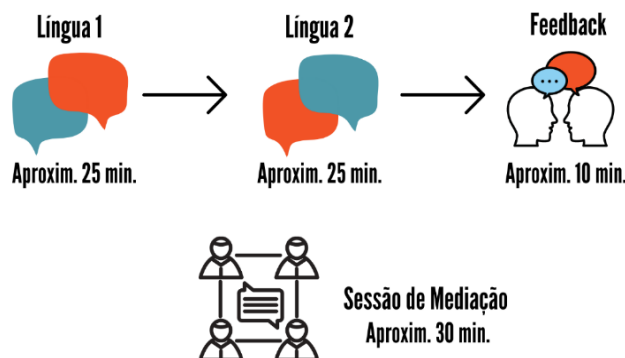 Língua 1
Língua 2
Feedback
Aproxim. 25 min.
Aproxim. 25 min.
Aproxim. 10 min.
Sessão de Mediação
Aproxim. 30 min.